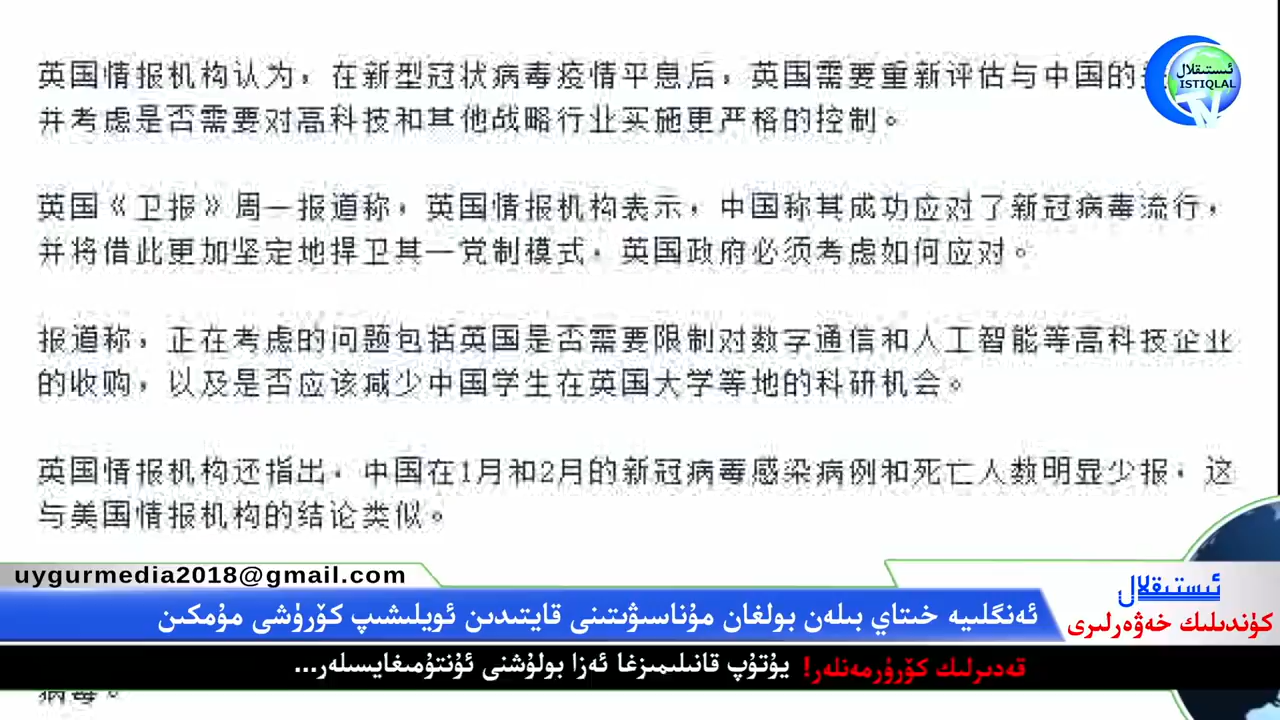 英国情报机构认为，在新型冠状病毒疫情平息后，英国需要重新评估与中国的
并考虑是否需要对高科技和其他战略行业实施更严格的控制。
英国《卫报》周一报道称，英国情报机构表示，中国称其成功应对了新冠病毒流行，
并将借此更加坚定地捍卫其一党制模式，英国政府必须考虑如何应对。
报道称，正在考虑的问题包括英国是否需要限制对数字通信和人工智能等高科技企业
的收购，以及是否应该减少中国学生在英国大学等地的科研机会。
英国情报机构还指出，中国在1月和2月的新冠病毒感染病例和死亡人数明显少报，这
与美国情报机构的结论类似。
ئىستىقلال
ISTIQLAL
TV
uygurmedia2018@gmail.com
ئەنگلىيە خىتاي بىلەن بولغان مۇناسىۋىتىنى قايتىدىن ئويلىشىپ كۆرۈشى مۇمكىن
ئىستىقلال
كۈندىلىك خەۋەرلىرى
قەدىرلىك كۆرۈرمەنلەر! يۇتۇپ قانىلىمىزغا ئەزا بولۇشنى ئۇنتۇمىغايسىلەر...
病毒。